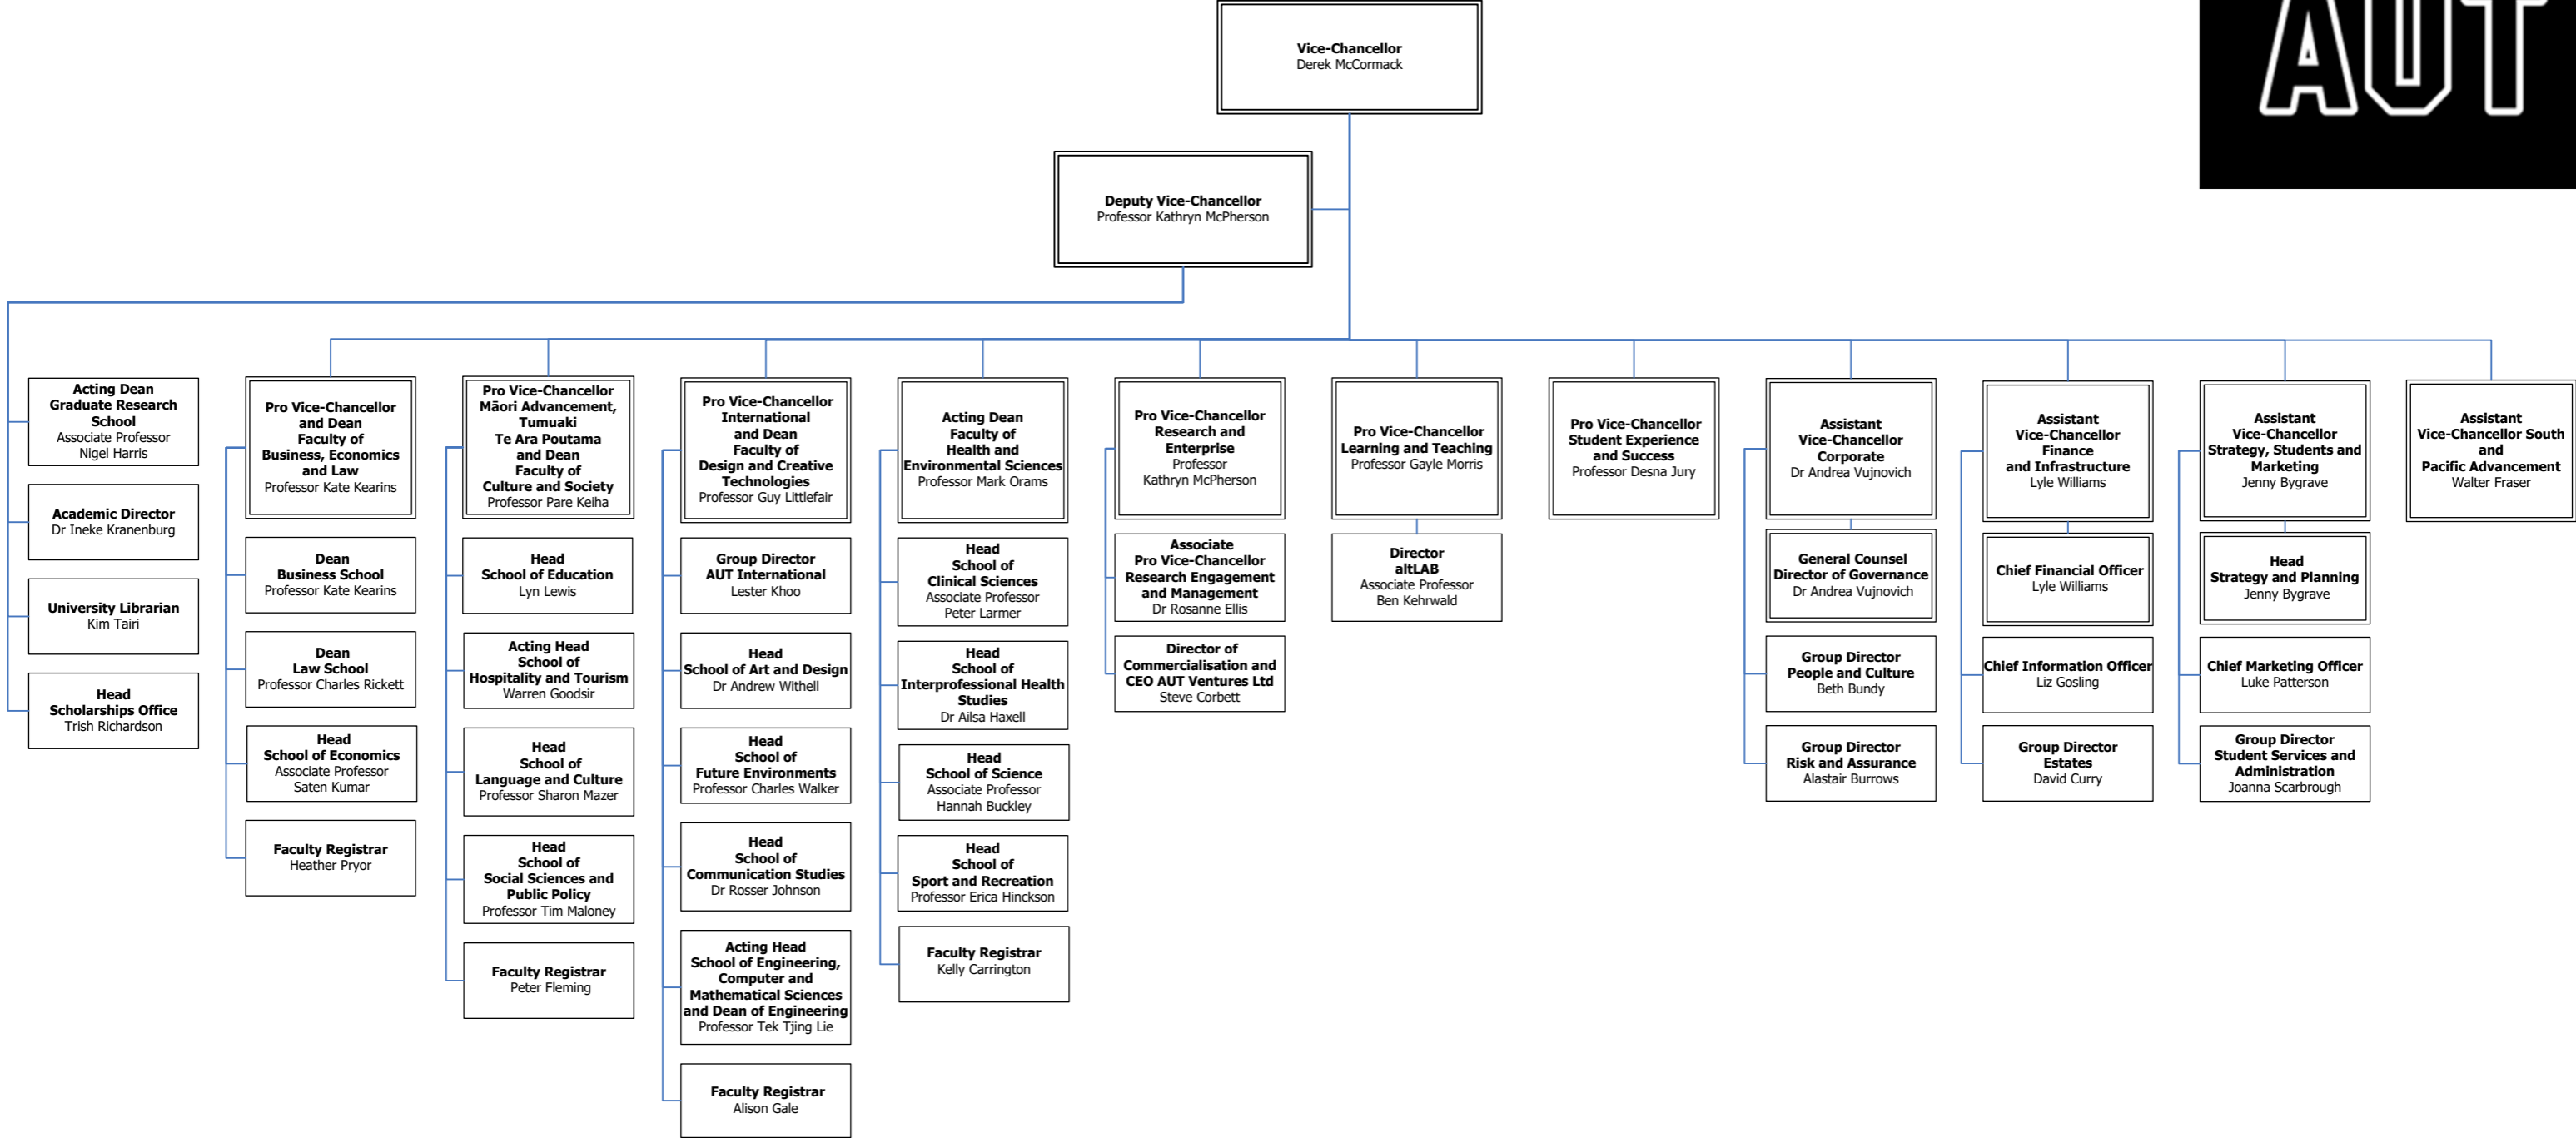 AUT
Vice-Chancellor
Derek McCormack
Deputy Vice-Chancellor
Professor Kathryn McPherson
Acting Dean
Graduate Research
School
Associate Professor
Nigel Harris
Academic Director
Dr Ineke Kranenburg
University Librarian
Kim Tairi
Head
Scholarships Office
Trish Richardson
Pro Vice-Chancellor
and Dean
Faculty of
Business, Economics
and Law
Professor Kate Kearins
Dean
Business School
Professor Kate Kearins
Dean
Law School
Professor Charles Rickett
Head
School of Economics
Associate Professor
Saten Kumar
Faculty Registrar
Heather Pryor
Pro Vice-Chancellor
Māori Advancement,
Tumuaki
Te Ara Poutama
and Dean
Faculty of
Culture and Society
Professor Pare Keiha
Head
School of Education
Lyn Lewis
Acting Head
School of
Hospitality and Tourism
Warren Goodsir
Head
School of
Language and Culture
Professor Sharon Mazer
Head
School of
Social Sciences and
Public Policy
Professor Tim Maloney
Faculty Registrar
Peter Fleming
Pro Vice-Chancellor
International
and Dean
Faculty of
Design and Creative
Technologies
Professor Guy Littlefair
Group Director
AUT International
Lester Khoo
Head
School of Art and Design
Dr Andrew Withell
Head
School of
Future Environments
Professor Charles Walker
Head
School of
Communication Studies
Dr Rosser Johnson
Acting Head
School of Engineering,
Computer and
Mathematical Sciences
and Dean of Engineering
Professor Tek Tjing Lie
Faculty Registrar
Alison Gale
Acting Dean
Faculty of
Health and
Environmental Sciences
Professor Mark Orams
Head
School of
Clinical Sciences
Associate Professor
Peter Larmer
Head
School of
Interprofessional Health
Studies
Dr Ailsa Haxell
Head
School of Science
Associate Professor
Hannah Buckley
Head
School of
Sport and Recreation
Professor Erica Hinckson
Faculty Registrar
Kelly Carrington
Pro Vice-Chancellor
Research and
Enterprise
Professor
Kathryn McPherson
Associate
Pro Vice-Chancellor
Research Engagement
and Management
Dr Rosanne Ellis
Director of
Commercialisation and
CEO AUT Ventures Ltd
Steve Corbett
Pro Vice-Chancellor
Learning and Teaching
Professor Gayle Morris
Director
altLAB
Associate Professor
Ben Kehrwald
Pro Vice-Chancellor
Student Experience
and Success
Professor Desna Jury
Assistant
Vice-Chancellor
Corporate
Dr Andrea Vujnovich
General Counsel
Director of Governance
Dr Andrea Vujnovich
Group Director
People and Culture
Beth Bundy
Group Director
Risk and Assurance
Alastair Burrows
Assistant
Vice-Chancellor
Finance
and Infrastructure
Lyle Williams
Chief Financial Officer
Lyle Williams
Chief Information Officer
Liz Gosling
Group Director
Estates
David Curry
Assistant
Vice-Chancellor
Strategy, Students and
Marketing
Jenny Bygrave
Head
Strategy and Planning
Jenny Bygrave
Chief Marketing Officer
Luke Patterson
Group Director
Student Services and
Administration
Joanna Scarbrough
Assistant
Vice-Chancellor South
and
Pacific Advancement
Walter Fraser